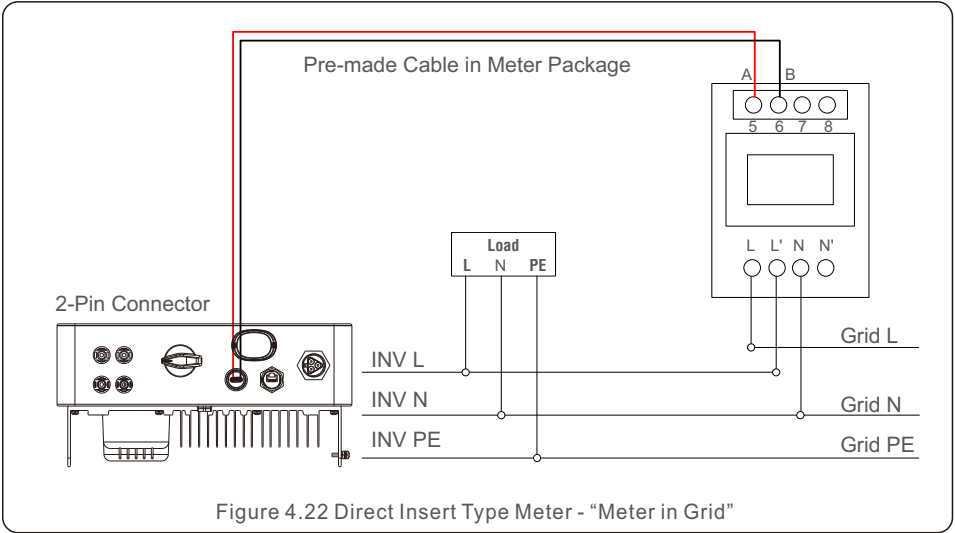 Pre-made Cable in Meter Package
A B
5 6 7 8
Load
L N PE
L L' N N'
2-Pin Connector
Grid L
INV L
INV N
Grid N
INV PE
Grid PE
Figure 4.22 Direct Insert Type Meter - “Meter in Grid”